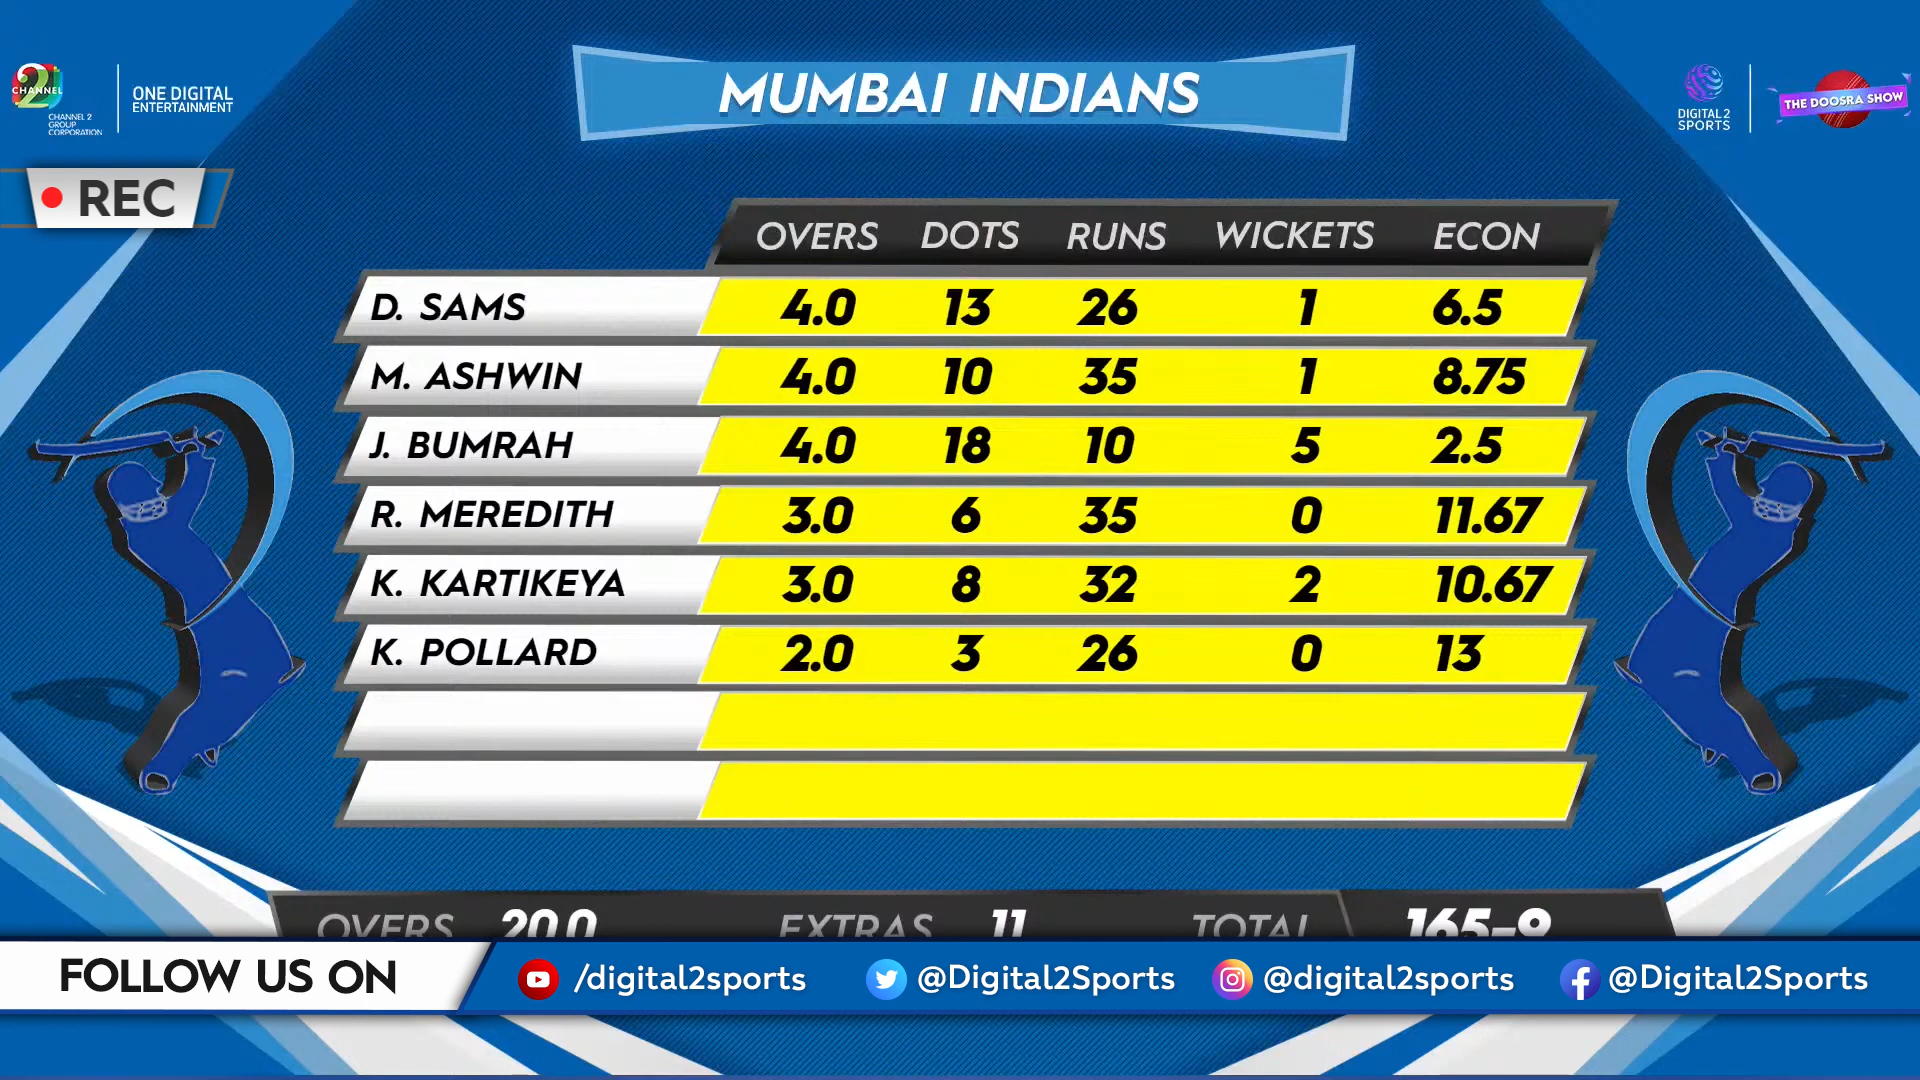 MUMBAI INDIANS
2
CHANNEL
CHANNEL 2
GROUP
CORPORATION
ONE DIGITAL
ENTERTAINMENT
DIGITAL 2
SPORTS
THE DOOSRA SHOW
REC
OVERS DOTS RUNS WICKETS ECON
D. SAMS 4.0 13 26 1 6.5
M. ASHWIN 4.0 10 35 1 8.75
J. BUMRAH 4.0 18 10 5 2.5
R. MEREDITH 3.0 6 35 0 11.67
K. KARTIKEYA 3.0 8 32 2 10.67
K. POLLARD 2.0 3 26 0 13
OVERS 20.0 EXTRAS 11 TOTAL 165-9
FOLLOW US ON /digital2sports @Digital2Sports @digital2sports @Digital2Sports